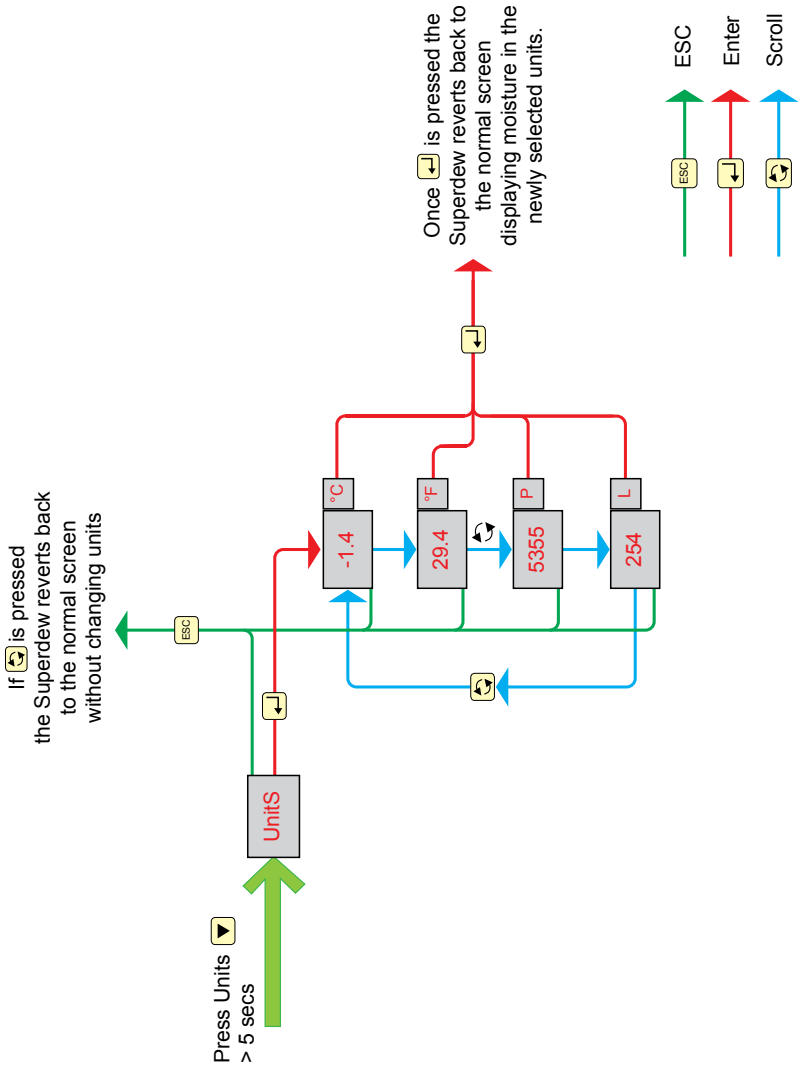 If is pressed
the Superdew reverts back
to the normal screen
without changing units
ESC
Press Units
> 5 secs
UnitS
-1.4 °C
29.4 °F
5355 P
254 L
Once is pressed the
Superdew reverts back to
the normal screen
displaying moisture in the
newly selected units.
ESC ESC
Enter
Scroll